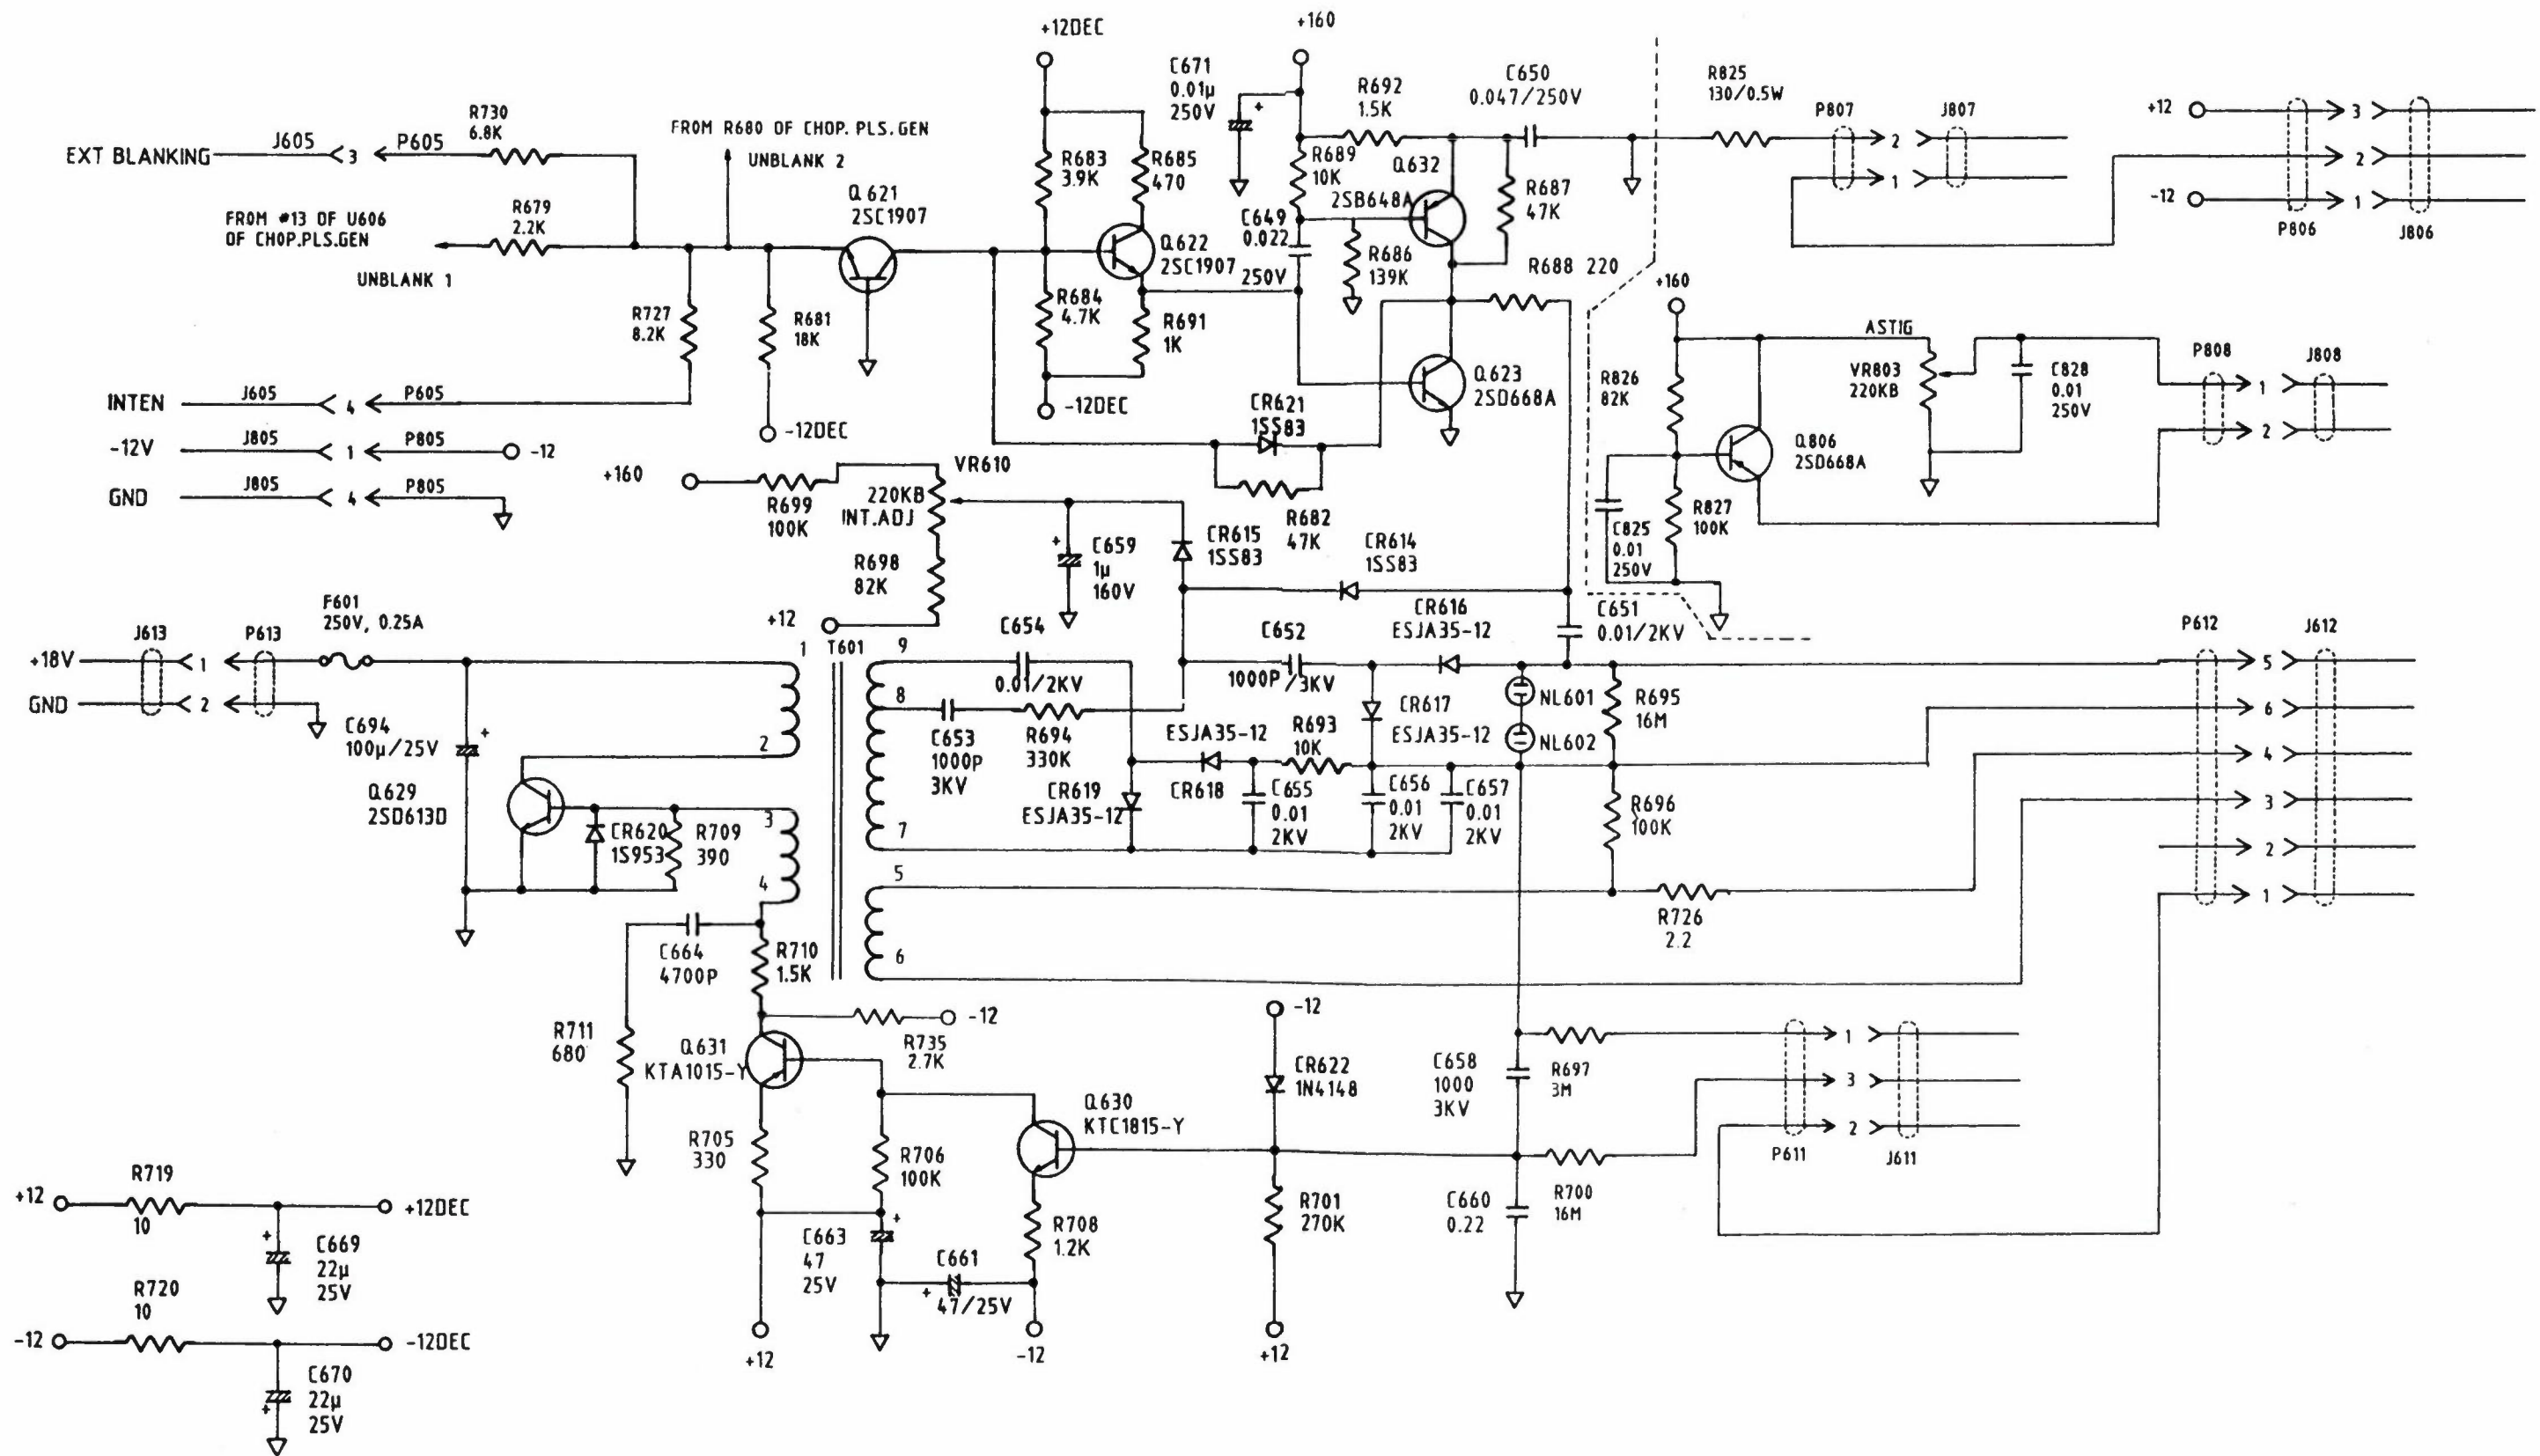 +12DEC
+160
C671
0.01µ
250V
R692
1.5K
C650
0.047/250V
R825
130/0.5W
P807
J807
2
1
+12
3
2
-12
1
P806
J806
EXT BLANKING
J605
3
P605
R730
6.8K
FROM R680 OF CHOP. PLS. GEN
UNBLANK 2
FROM #13 OF U606
OF CHOP.PLS.GEN
R679
2.2K
UNBLANK 1
Q621
2SC1907
R683
3.9K
R685
470
R689
10K
Q632
2SB648A
R687
47K
C649
0.022
250V
Q622
2SC1907
R686
139K
R688 220
R727
8.2K
R681
18K
R684
4.7K
R691
1K
-12DEC
-12DEC
Q623
2SD668A
CR621
1SS83
R682
47K
+160
ASTIG
R826
82K
VR803
220KB
C828
0.01
250V
P808
J808
1
2
Q806
2SD668A
R827
100K
C825
0.01
250V
INTEN
J605
4
P605
-12V
J805
1
P805
-12
GND
J805
4
P805
+160
R699
100K
VR610
220KB
INT.ADJ
R698
82K
+12
C659
1µ
160V
CR615
1SS83
CR614
1SS83
F601
250V, 0.25A
+18V
J613
1
P613
GND
2
C694
100µ/25V
Q629
2SD613D
1
T601
9
2
8
3
7
4
5
6
C654
0.01/2KV
C652
1000P/3KV
CR616
ESJA35-12
C651
0.01/2KV
C653
1000P
3KV
R694
330K
ESJA35-12
CR618
R693
10K
CR617
ESJA35-12
NL601
NL602
R695
16M
CR619
ESJA35-12
C655
0.01
2KV
C656
0.01
2KV
C657
0.01
2KV
R696
100K
P612
J612
5
6
4
3
2
1
CR620
1S953
R709
390
R726
2.2
C664
4700P
R710
1.5K
R711
680
Q631
KTA1015-Y
R735
2.7K
-12
-12
CR622
1N4148
C658
1000
3KV
R697
3M
1
3
2
P611
J611
R705
330
R706
100K
Q630
KTC1815-Y
R701
270K
C660
0.22
R700
16M
C663
47
25V
C661
47/25V
R708
1.2K
+12
-12
+12
+12
R719
10
+12DEC
C669
22µ
25V
-12
R720
10
-12DEC
C670
22µ
25V